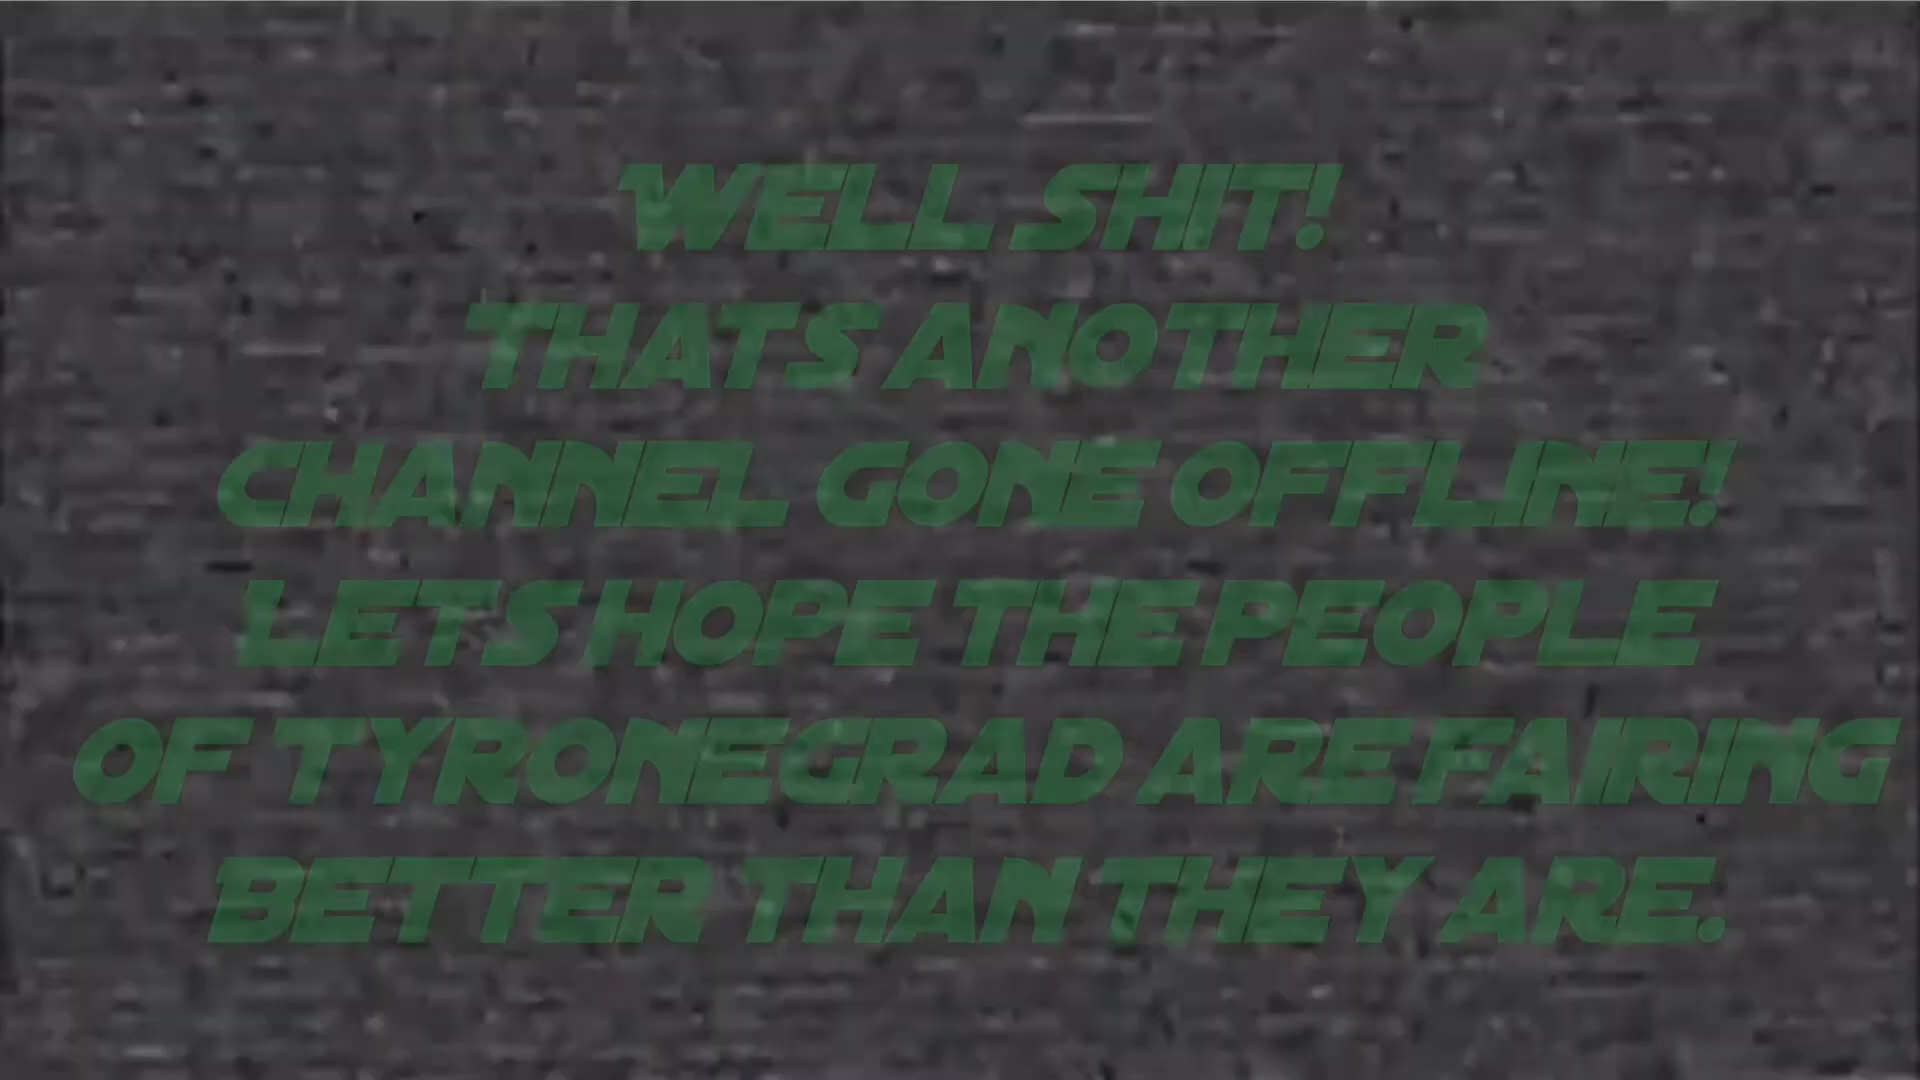 WELL SHIT!
THATS ANOTHER
CHANNEL GONE OFFLINE!
LETS HOPE THE PEOPLE
OF TYRONEGRAD ARE FAIRING
BETTER THAN THEY ARE.